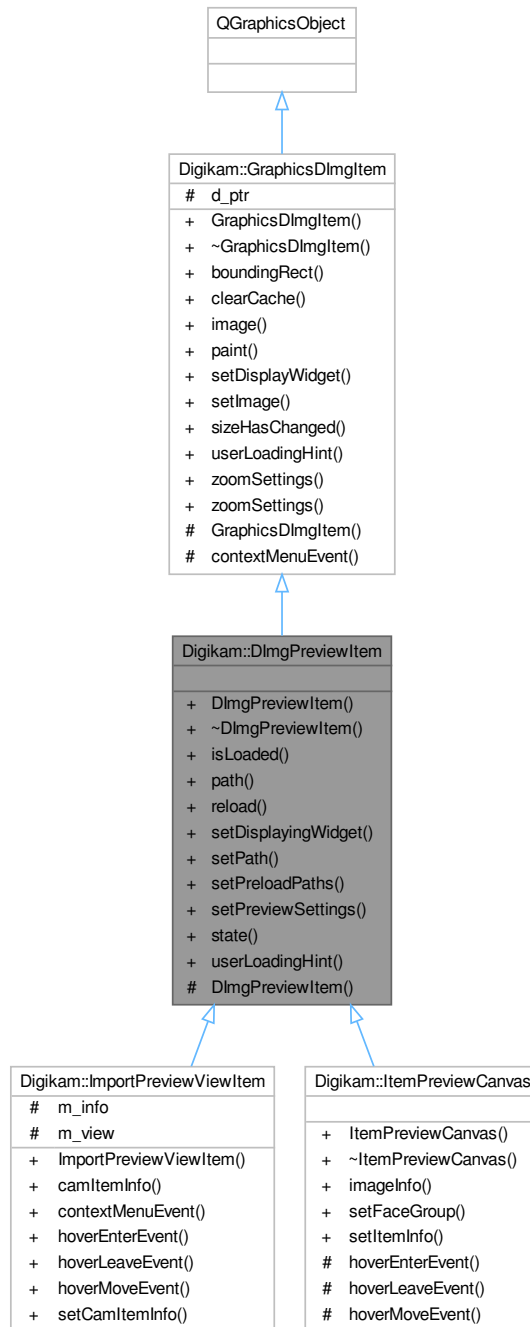 QGraphicsObject
Digikam::GraphicsDImgItem
# d_ptr
+ GraphicsDImgItem()
+ ~GraphicsDImgItem()
+ boundingRect()
+ clearCache()
+ image()
+ paint()
+ setDisplayWidget()
+ setImage()
+ sizeHasChanged()
+ userLoadingHint()
+ zoomSettings()
+ zoomSettings()
# GraphicsDImgItem()
# contextMenuEvent()
Digikam::DImgPreviewItem
+ DImgPreviewItem()
+ ~DImgPreviewItem()
+ isLoaded()
+ path()
+ reload()
+ setDisplayingWidget()
+ setPath()
+ setPreloadPaths()
+ setPreviewSettings()
+ state()
+ userLoadingHint()
# DImgPreviewItem()
Digikam::ImportPreviewViewItem
# m_info
# m_view
+ ImportPreviewViewItem()
+ camItemInfo()
+ contextMenuEvent()
+ hoverEnterEvent()
+ hoverLeaveEvent()
+ hoverMoveEvent()
+ setCamItemInfo()
Digikam::ItemPreviewCanvas
+ ItemPreviewCanvas()
+ ~ItemPreviewCanvas()
+ imageInfo()
+ setFaceGroup()
+ setItemInfo()
# hoverEnterEvent()
# hoverLeaveEvent()
# hoverMoveEvent()